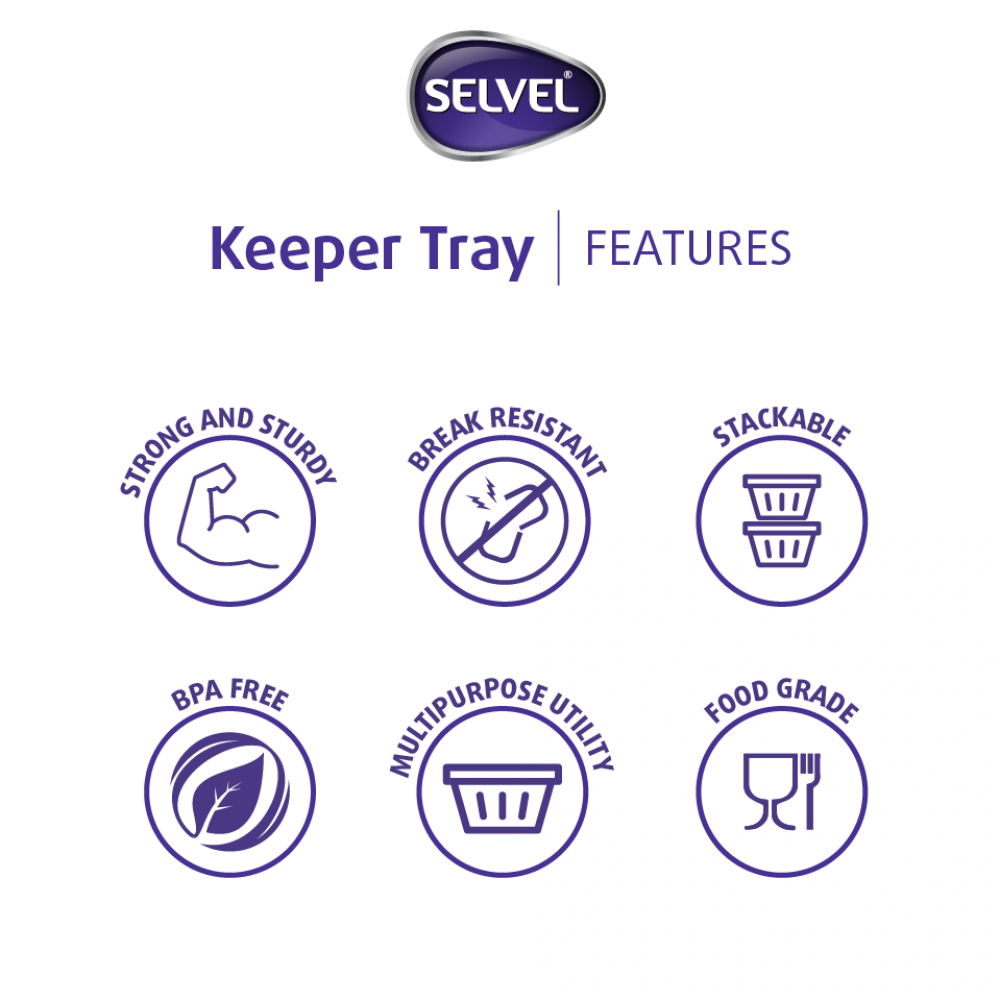 SELVEL®
Keeper Tray | FEATURES
STRONG AND STURDY
BREAK RESISTANT
STACKABLE
BPA FREE
MULTIPURPOSE UTILITY
FOOD GRADE